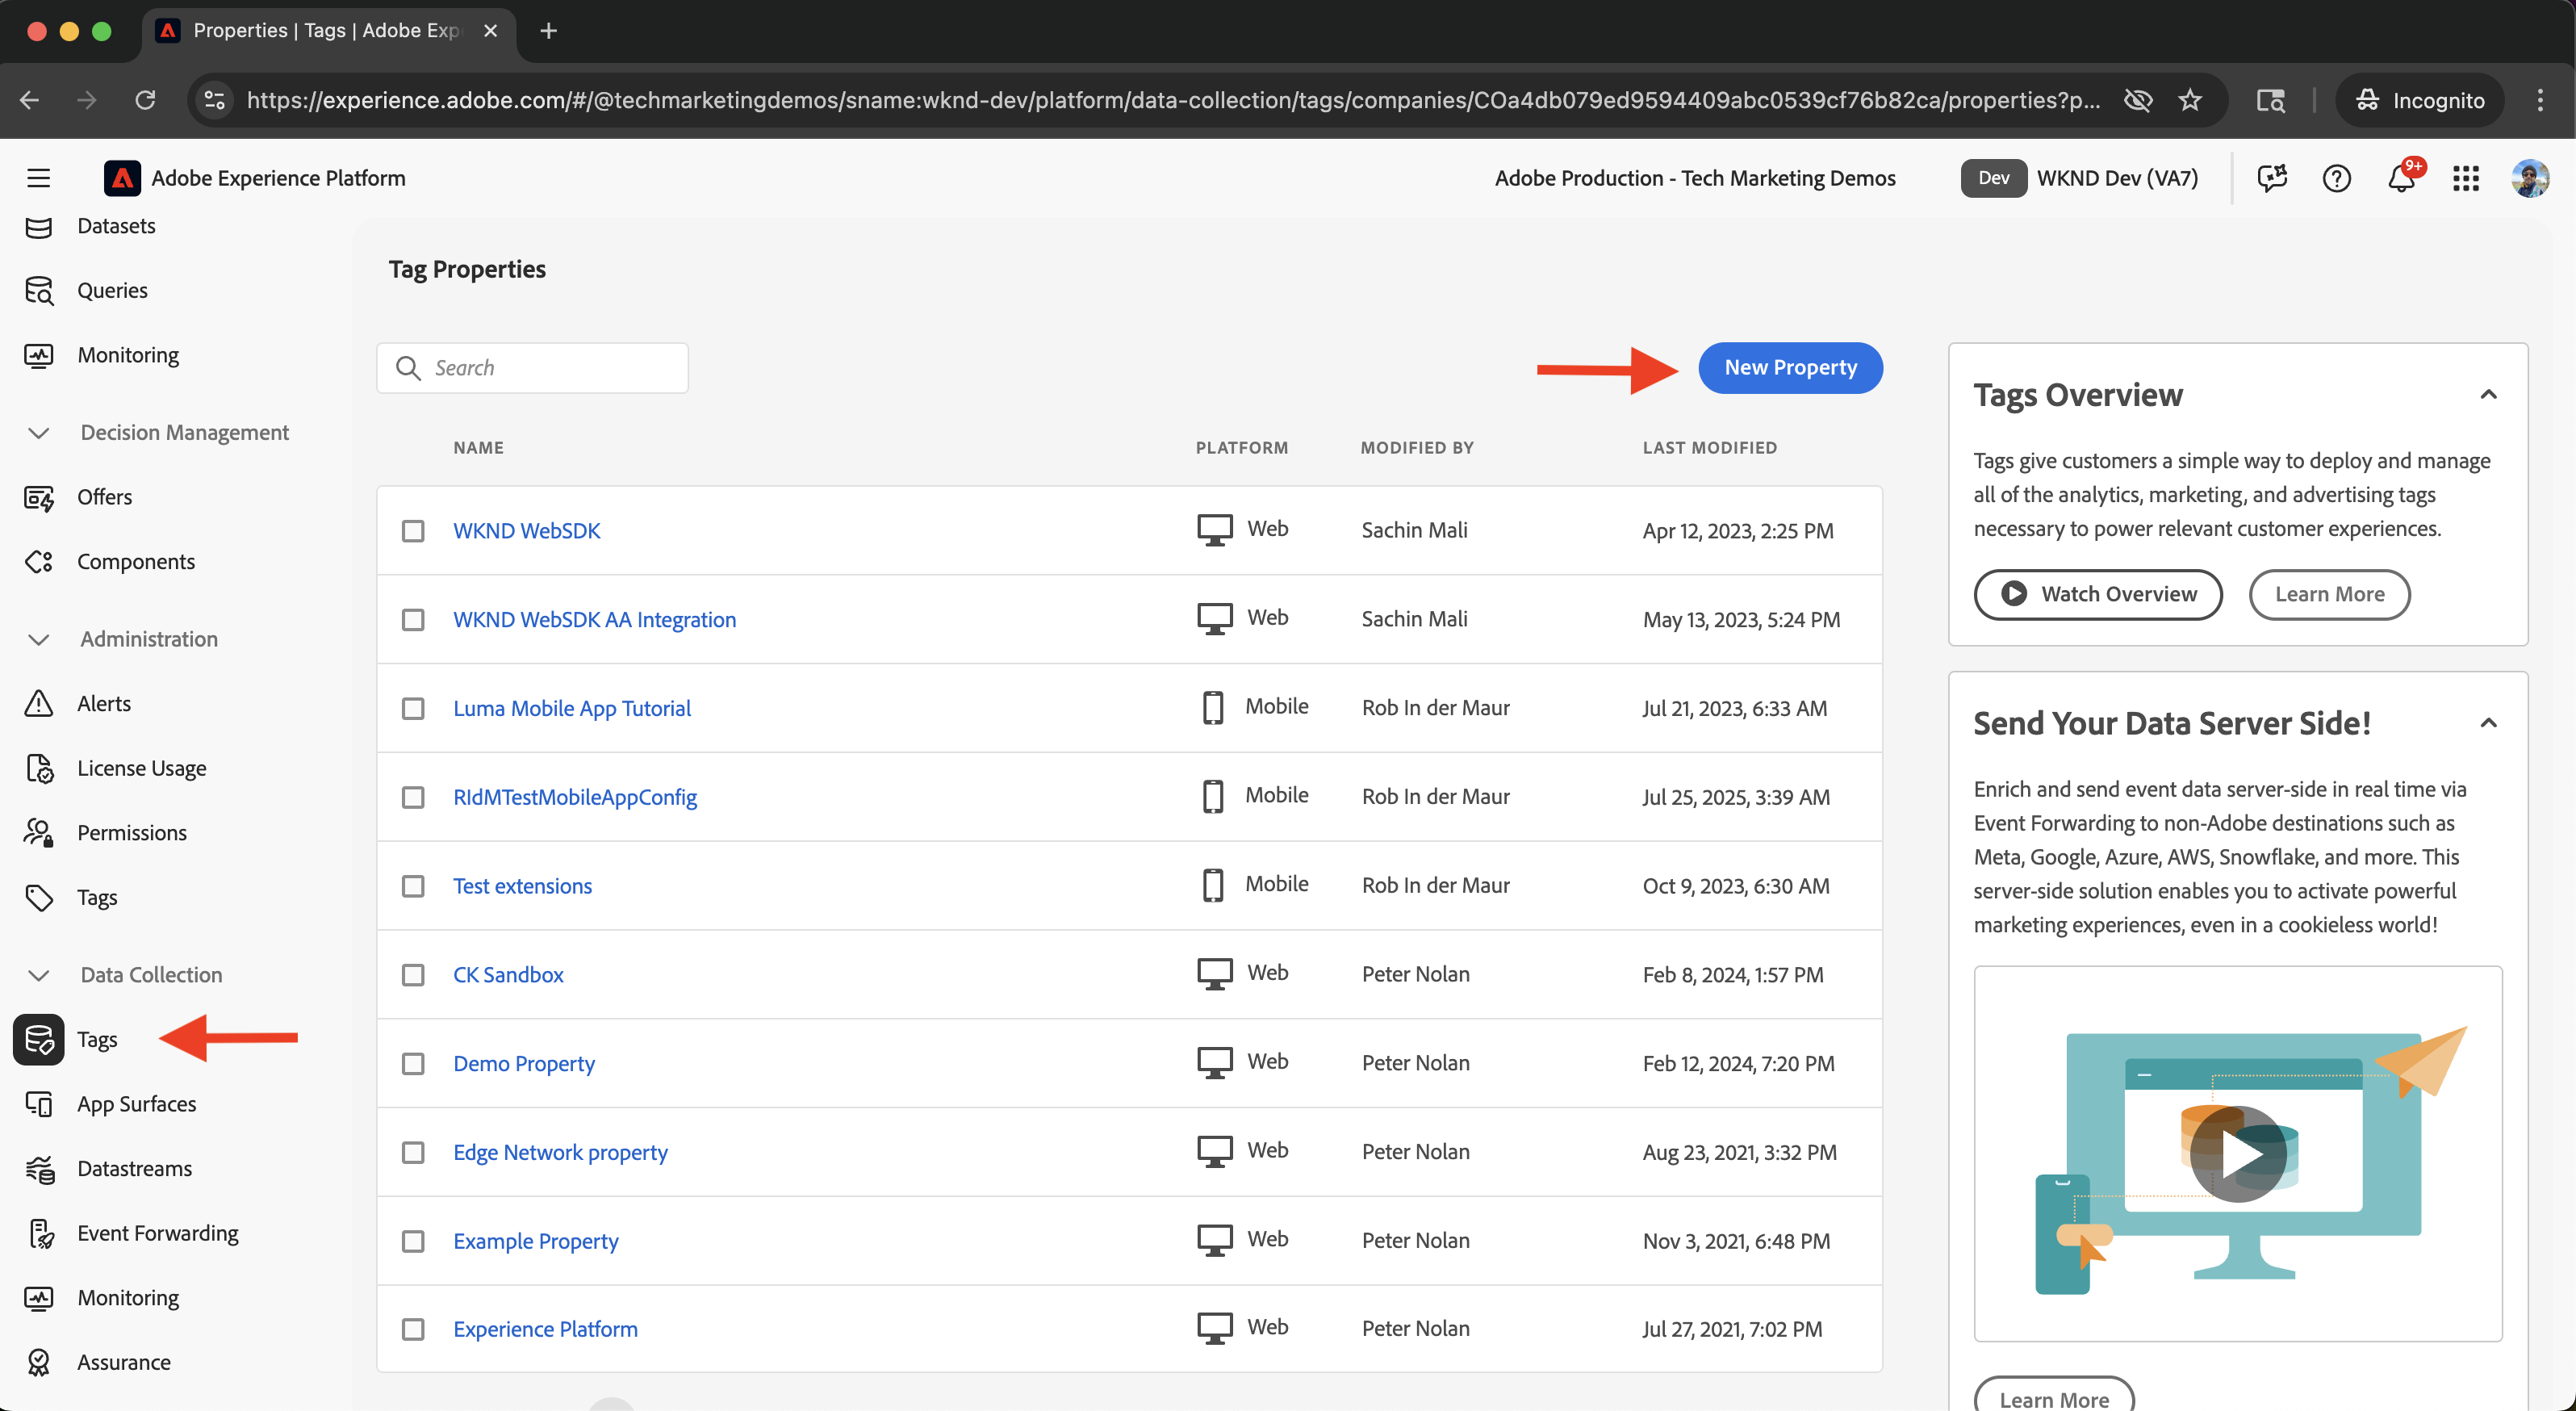 Properties | Tags | Adobe Exp
https://experience.adobe.com/#/@techmarketingdemos/sname:wknd-dev/platform/data-collection/tags/companies/COa4db079ed9594409abc0539cf76b82ca/properties?p...
Incognito
Adobe Experience Platform
Adobe Production - Tech Marketing Demos
Dev
WKND Dev (VA7)
9+
Datasets
Queries
Monitoring
Decision Management
Offers
Components
Administration
Alerts
License Usage
Permissions
Tags
Data Collection
Tags
App Surfaces
Datastreams
Event Forwarding
Monitoring
Assurance
Tag Properties
Search
New Property
NAME PLATFORM MODIFIED BY LAST MODIFIED
WKND WebSDK Web Sachin Mali Apr 12, 2023, 2:25 PM
WKND WebSDK AA Integration Web Sachin Mali May 13, 2023, 5:24 PM
Luma Mobile App Tutorial Mobile Rob In der Maur Jul 21, 2023, 6:33 AM
RIdMTestMobileAppConfig Mobile Rob In der Maur Jul 25, 2025, 3:39 AM
Test extensions Mobile Rob In der Maur Oct 9, 2023, 6:30 AM
CK Sandbox Web Peter Nolan Feb 8, 2024, 1:57 PM
Demo Property Web Peter Nolan Feb 12, 2024, 7:20 PM
Edge Network property Web Peter Nolan Aug 23, 2021, 3:32 PM
Example Property Web Peter Nolan Nov 3, 2021, 6:48 PM
Experience Platform Web Peter Nolan Jul 27, 2021, 7:02 PM
Tags Overview
Tags give customers a simple way to deploy and manage
all of the analytics, marketing, and advertising tags
necessary to power relevant customer experiences.
Watch Overview
Learn More
Send Your Data Server Side!
Enrich and send event data server-side in real time via
Event Forwarding to non-Adobe destinations such as
Meta, Google, Azure, AWS, Snowflake, and more. This
server-side solution enables you to activate powerful
marketing experiences, even in a cookieless world!
Learn More